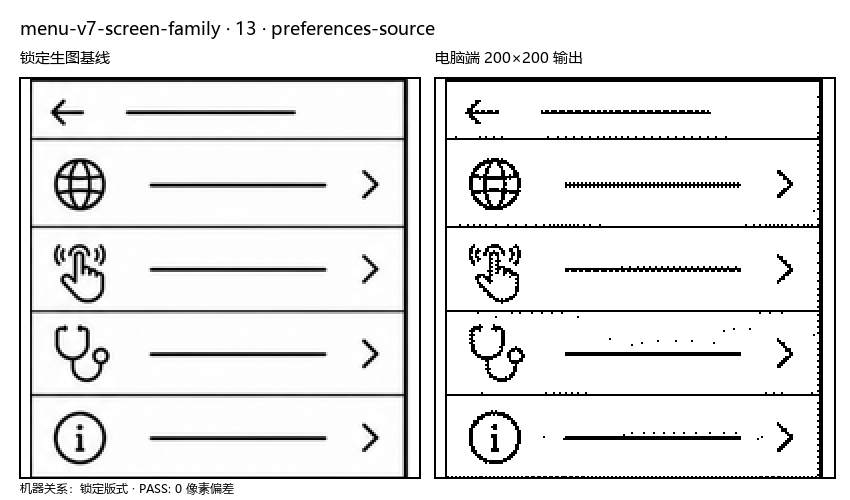 menu-v7-screen-family · 13 · preferences-source
锁定生图基线
电脑端 200×200 输出
i
i
机器关系：锁定版式 · PASS: 0 像素偏差